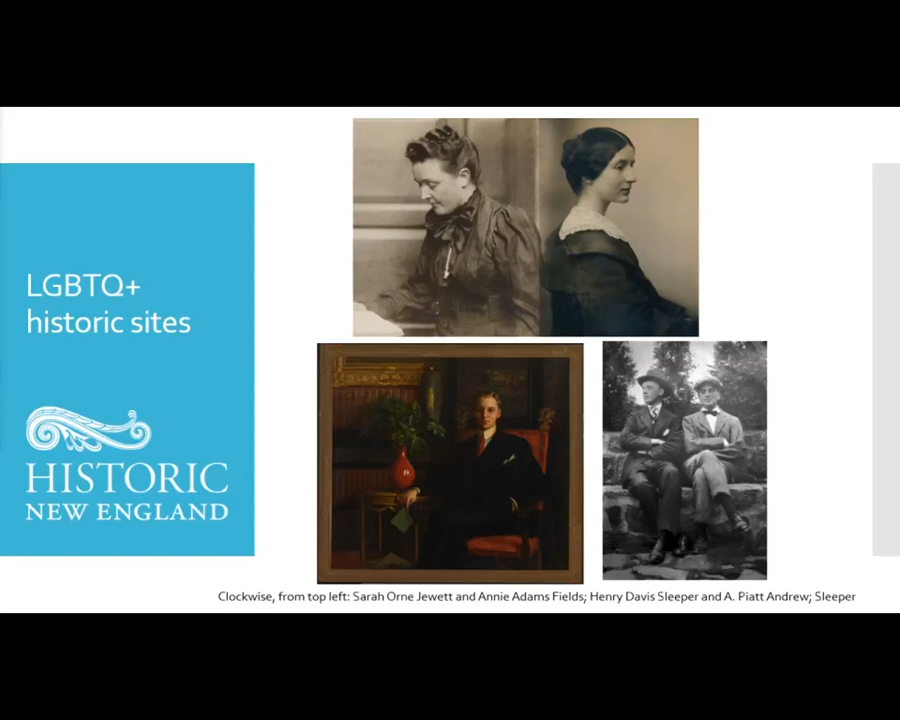 LGBTQ+
historic sites
HISTORIC
NEW ENGLAND
Clockwise, from top left: Sarah Orne Jewett and Annie Adams Fields; Henry Davis Sleeper and A. Piatt Andrew; Sleeper